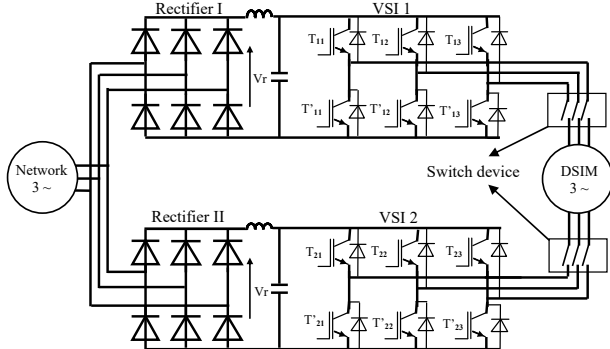 Rectifier I
VSI 1
T11
T12
T13
Vr
T'11
T'12
T'13
Network
3 ~
Switch device
DSIM
3 ~
Rectifier II
VSI 2
T21
T22
T23
Vr
T'21
T'22
T'23